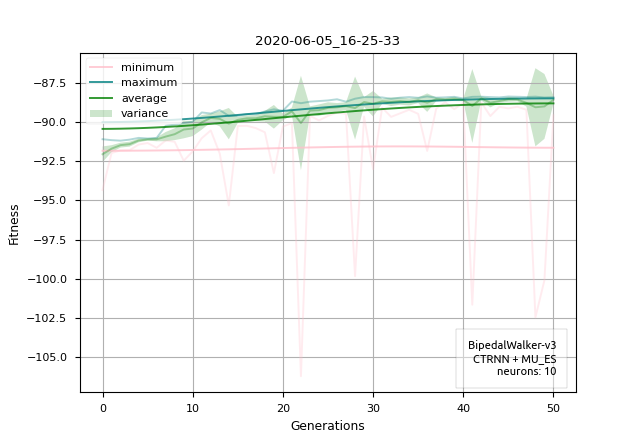 2020-06-05_16-25-33
minimum
maximum
average
variance
−87.5
−90.0
−92.5
−95.0
−97.5
−100.0
−102.5
−105.0
Fitness
BipedalWalker-v3
CTRNN + MU_ES
neurons: 10
0 10 20 30 40 50
Generations